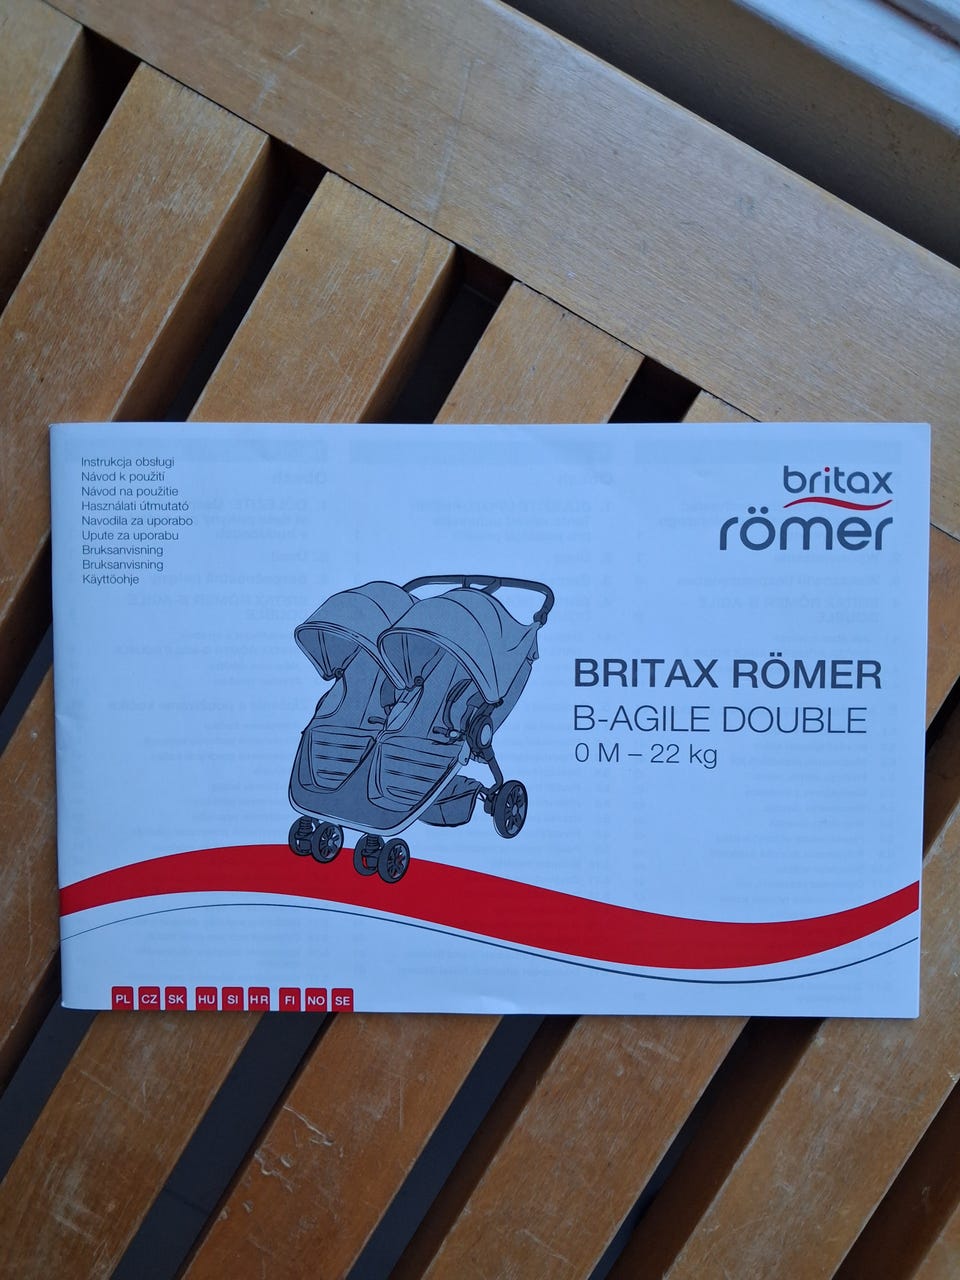 Instrukcja obsługi
Návod k použití
Návod na použitie
Használati útmutató
Navodila za uporabo
Upute za uporabu
Bruksanvisning
Bruksanvisning
Käyttöohje
britax
römer
BRITAX RÖMER
B-AGILE DOUBLE
0 M – 22 kg
PL CZ SK HU SI HR FI NO SE